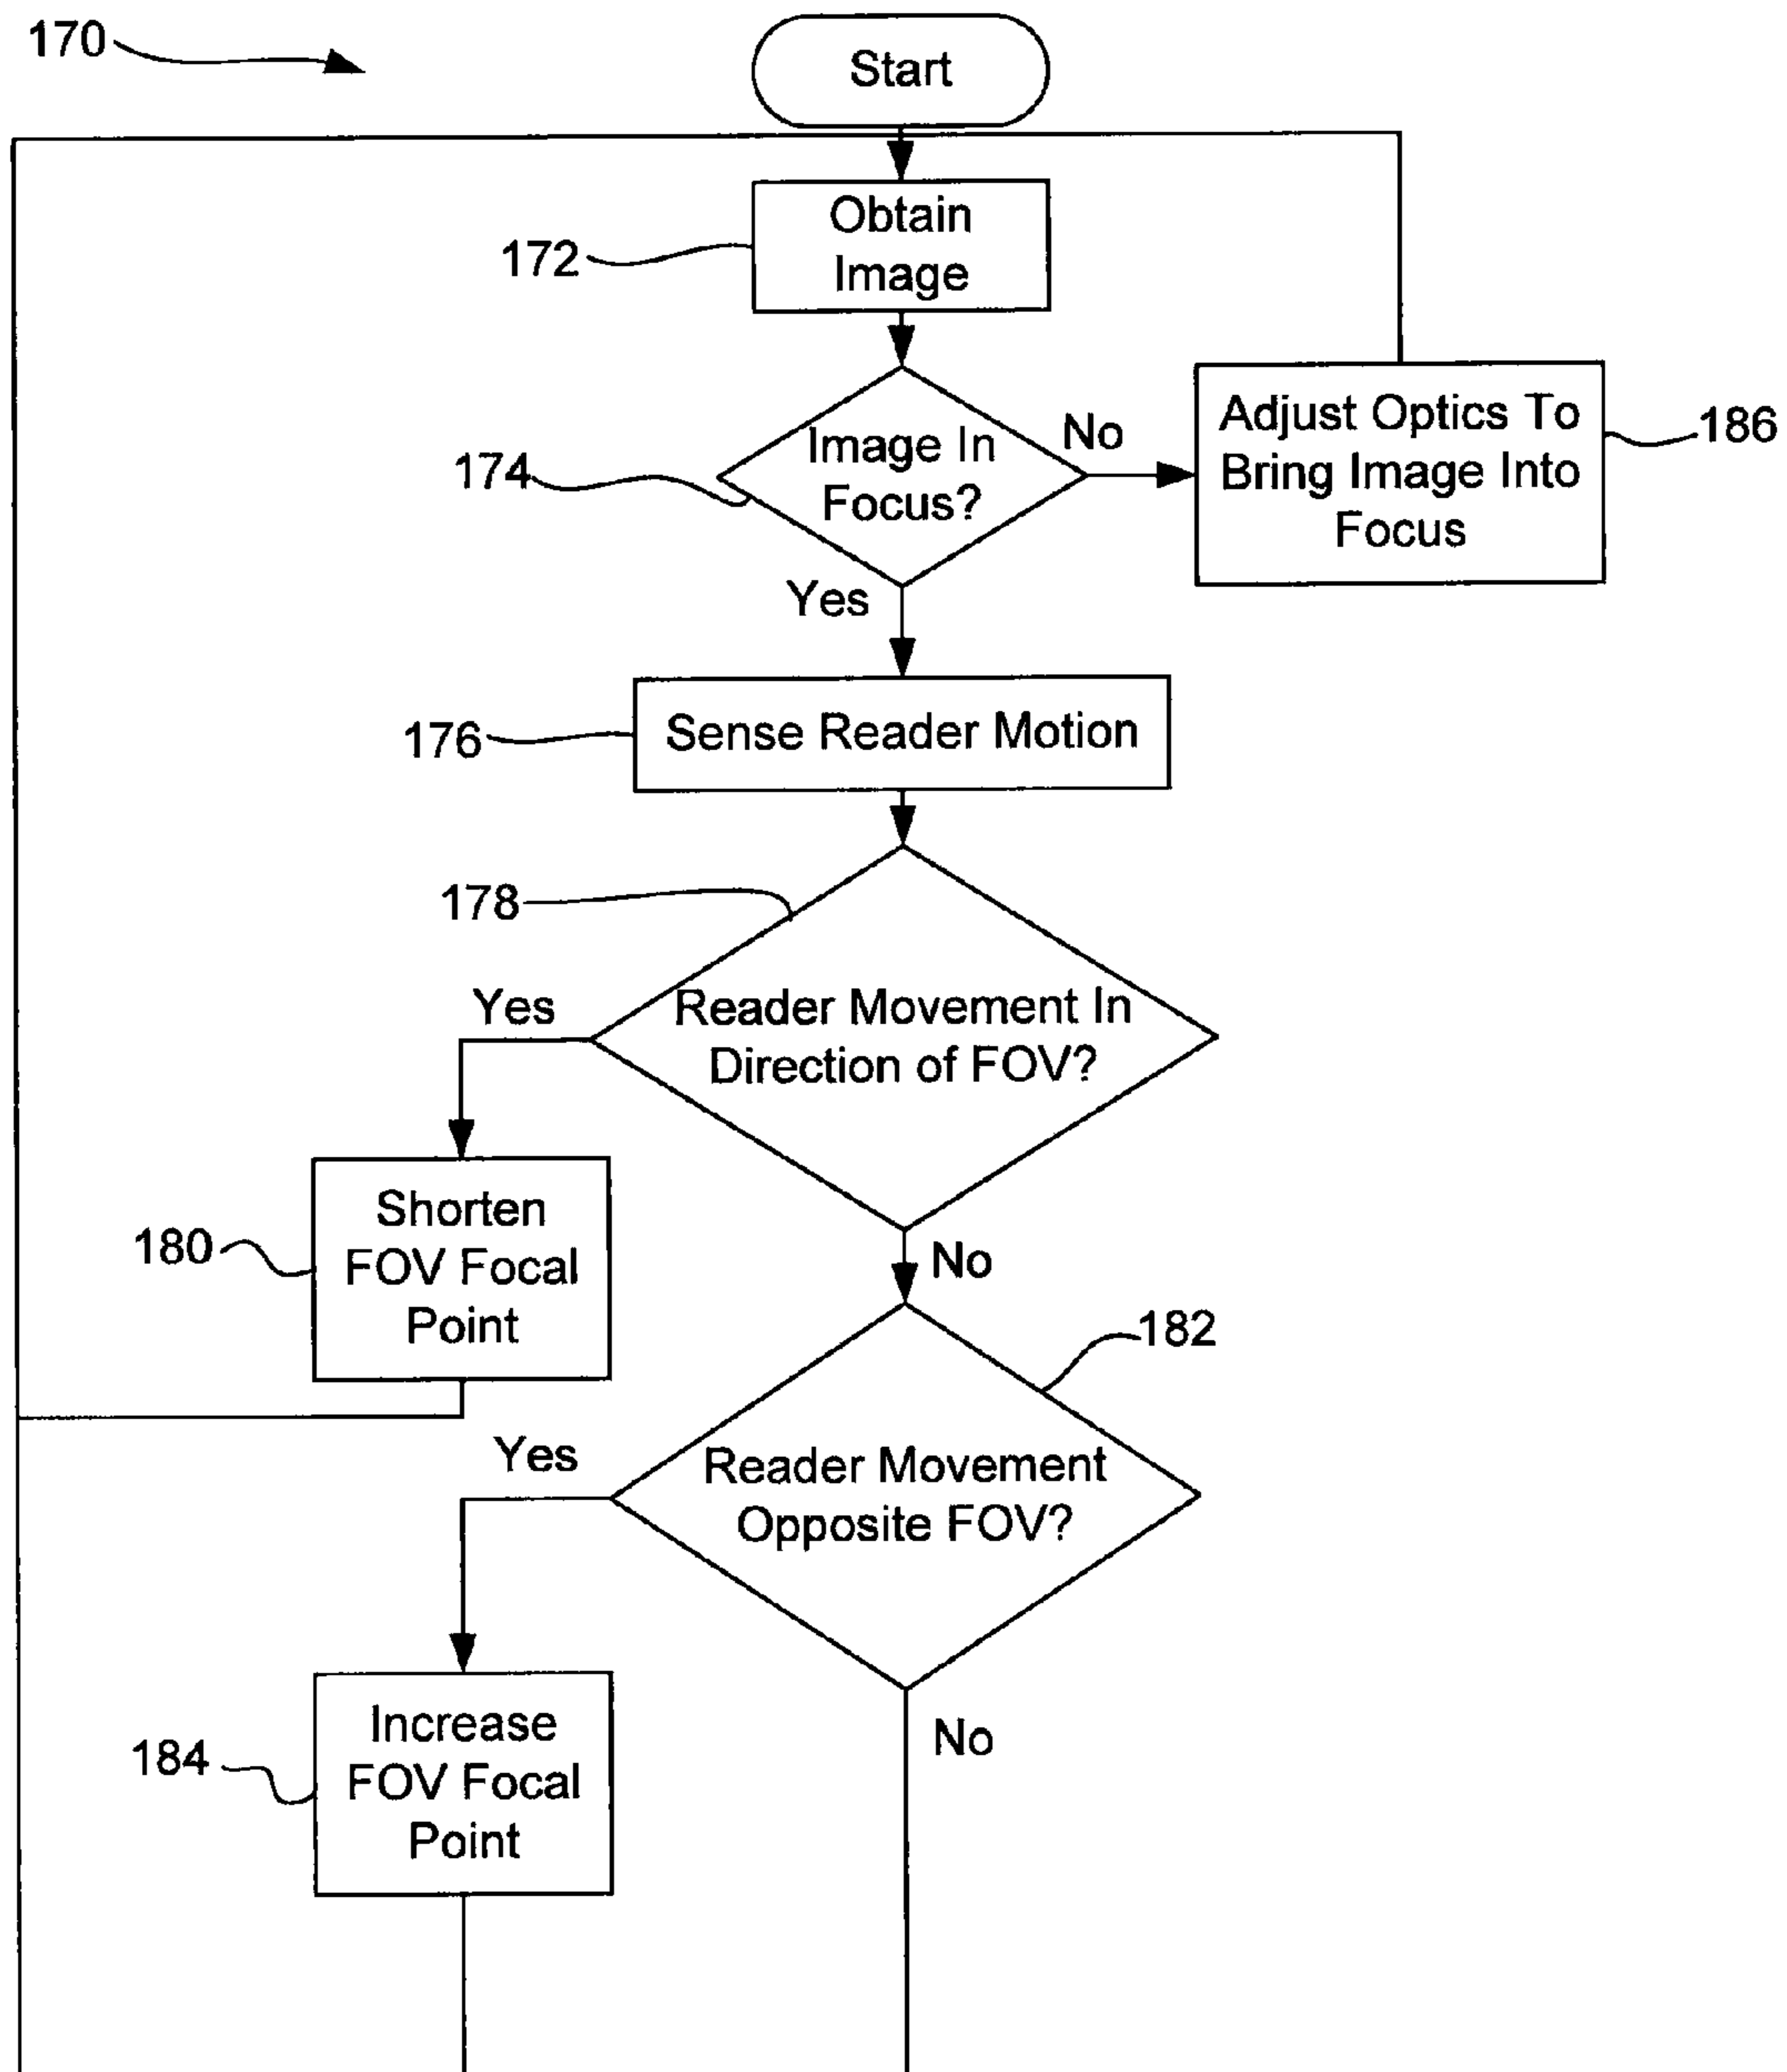 170
Start
Obtain
Image
172
Image In
Focus?
174
No
Adjust Optics To
Bring Image Into
Focus
186
Yes
Sense Reader Motion
176
178
Reader Movement In
Direction of FOV?
Yes
Shorten
FOV Focal
Point
180
No
182
Reader Movement
Opposite FOV?
Yes
Increase
FOV Focal
Point
184
No